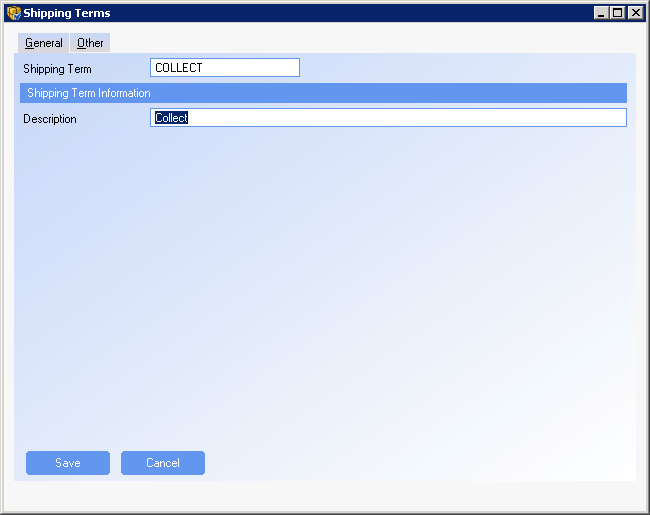 Shipping Terms
General Other
Shipping Term COLLECT
Shipping Term Information
Description Collect
Save Cancel